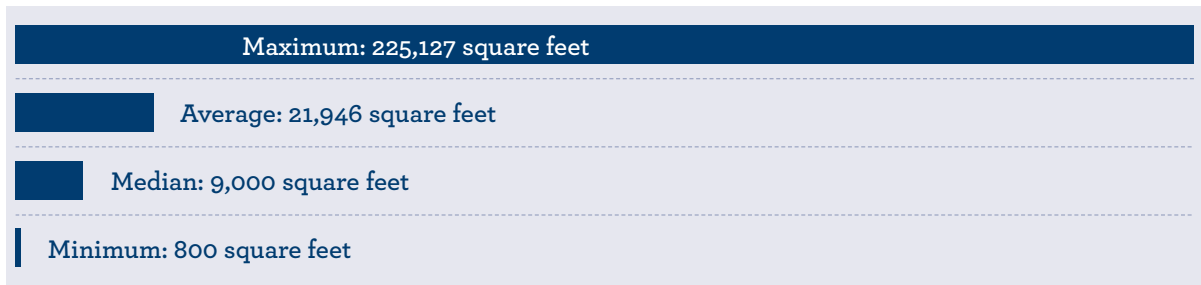 Maximum: 225,127 square feet
Average: 21,946 square feet
Median: 9,000 square feet
Minimum: 800 square feet